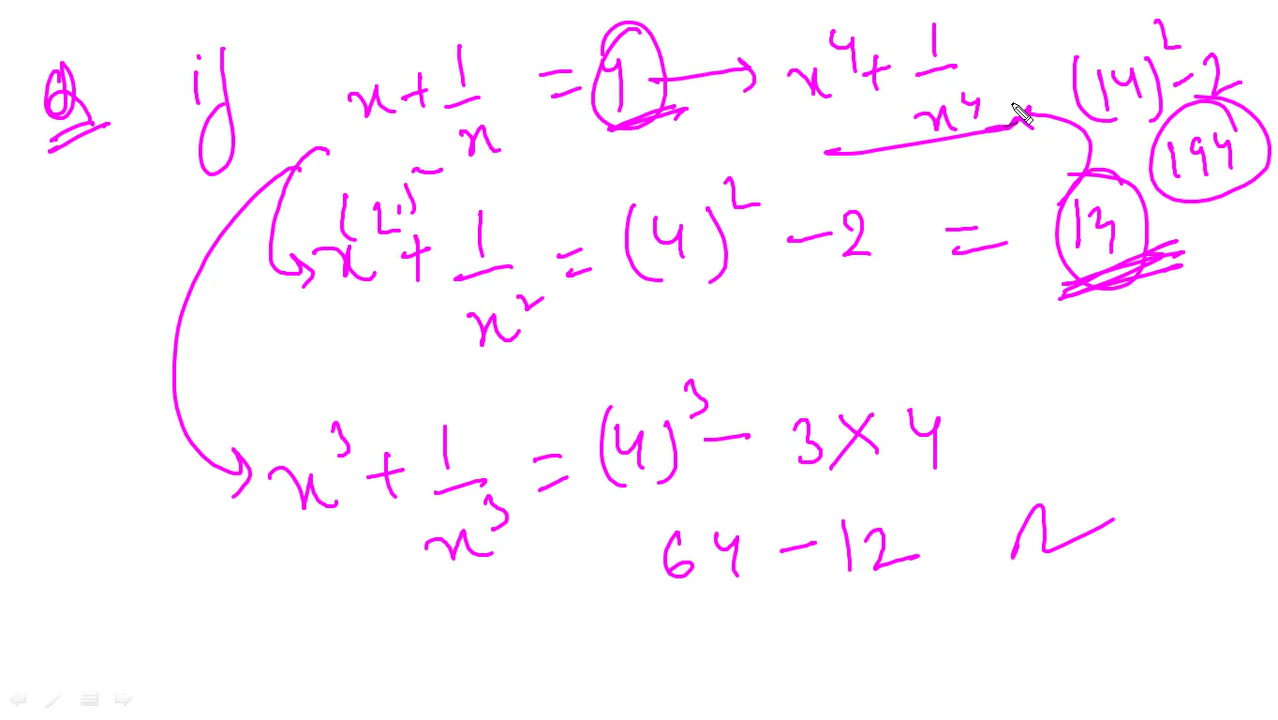 Q if x + 1/x = 4 → x⁴ + 1/x⁴ (14)² - 2
194
x² + 1/x² = (4)² - 2 = 14
x³ + 1/x³ = (4)³ - 3 × 4
64 - 12